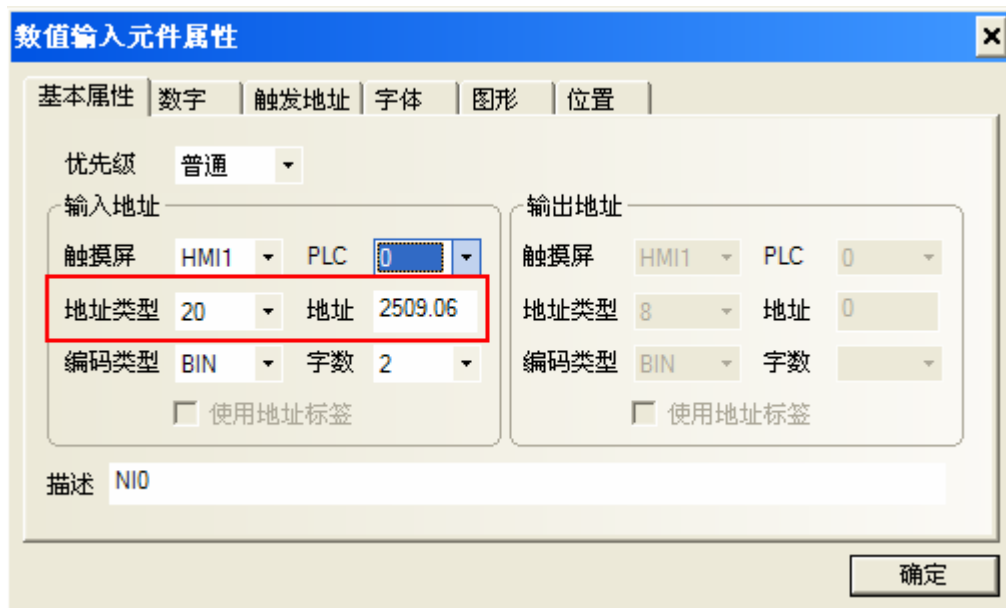 数值输入元件属性
基本属性 数字 触发地址 字体 图形 位置
优先级 普通
输入地址 输出地址
触摸屏 HMI1 PLC 0 触摸屏 HMI1 PLC 0
地址类型 20 地址 2509.06 地址类型 8 地址 0
编码类型 BIN 字数 2 编码类型 BIN 字数
使用地址标签 使用地址标签
描述 NI0
确定